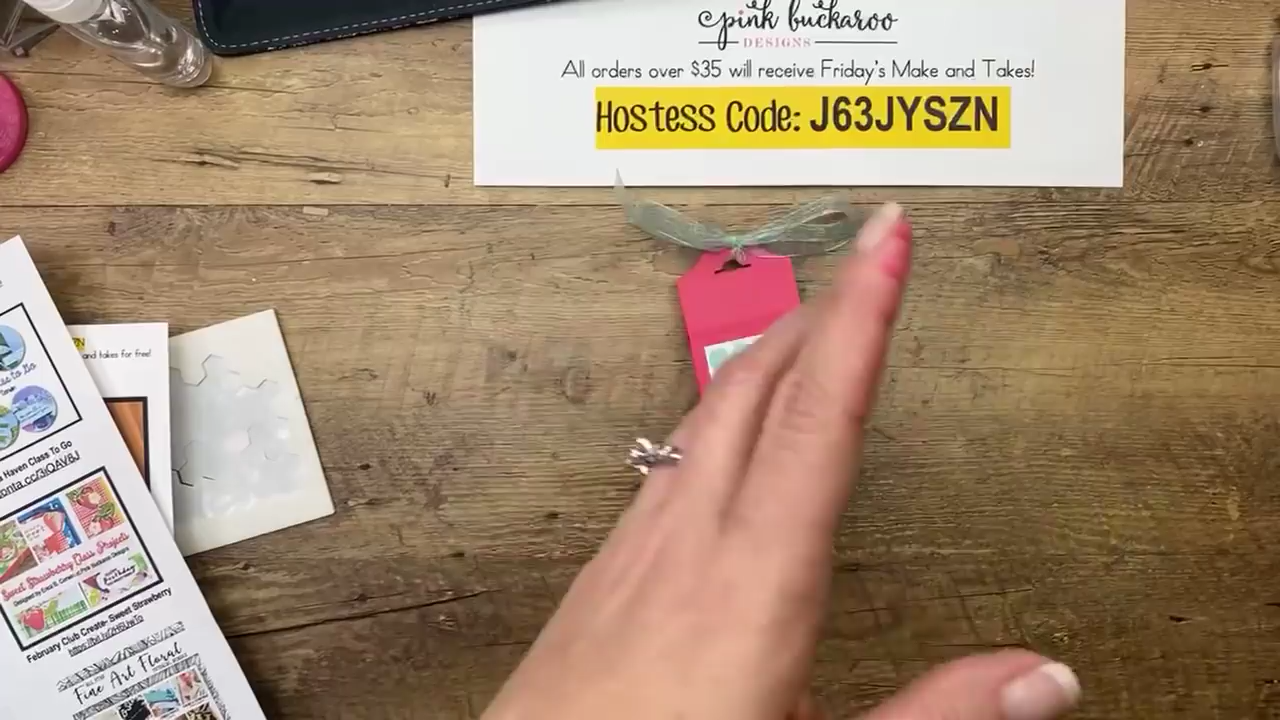 pink buckaroo
DESIGNS
All orders over $35 will receive Friday's Make and Takes!
Hostess Code: J63JYSZN
and takes for free!
Haven Class To Go
Sweet Strawberry Class Projects
February Club Create- Sweet Strawberry
Fine Art Floral